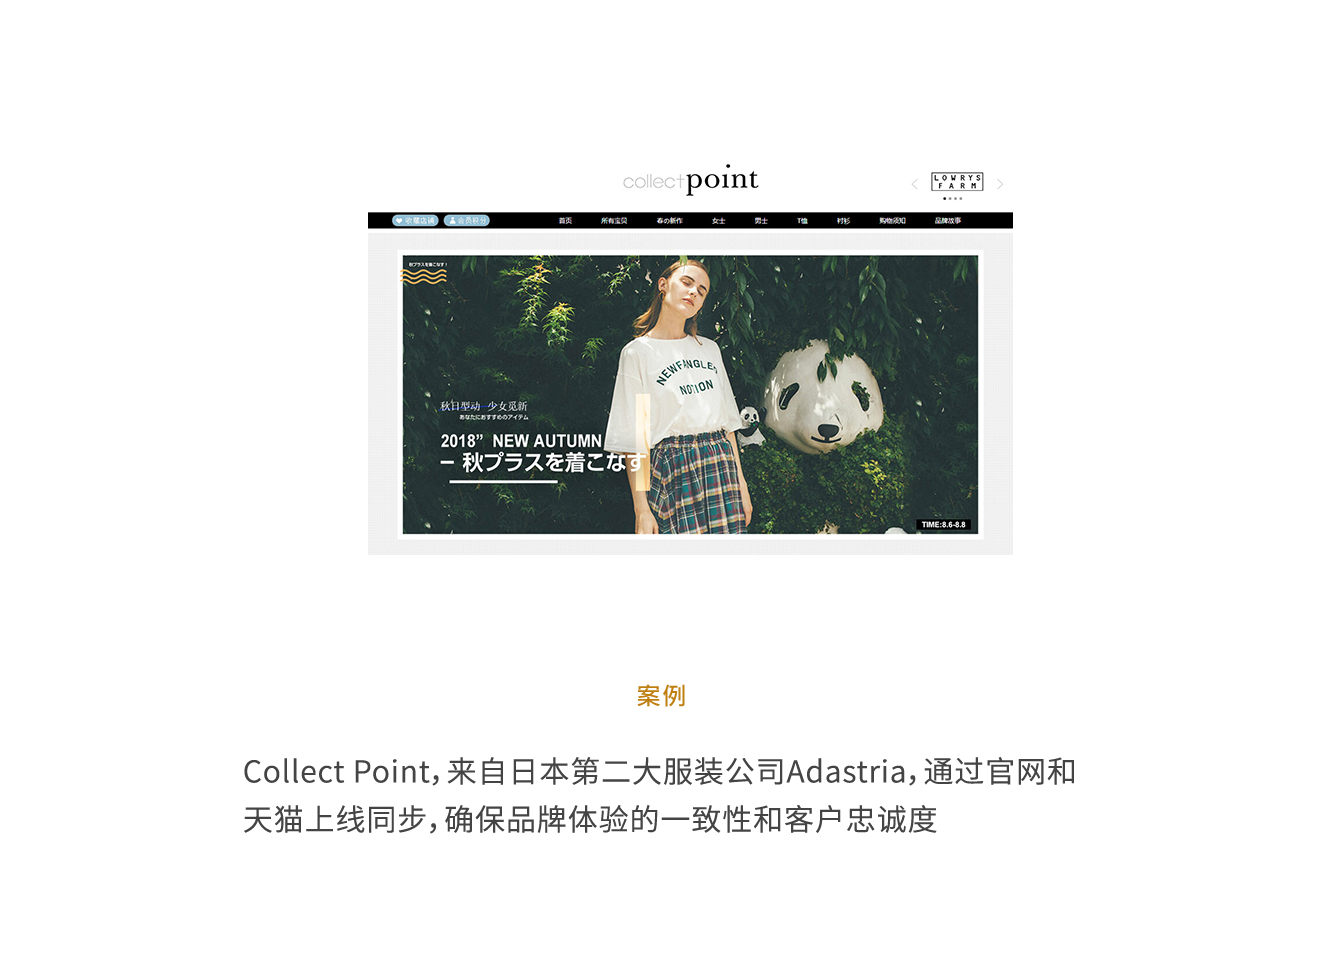 collect point
LOWRYS
FARM
收藏店铺 会员积分 首页 所有宝贝 春の新作 女士 男士 T恤 衬衫 购物须知 品牌故事
秋プラスを着こなす!
NEWFANGLED
NOTION
秋日型动 少女觅新
あなたにおすすめのアイテム
2018” NEW AUTUMN
– 秋プラスを着こなす
TIME:8.6-8.8
案例
Collect Point，来自日本第二大服装公司Adastria，通过官网和
天猫上线同步，确保品牌体验的一致性和客户忠诚度